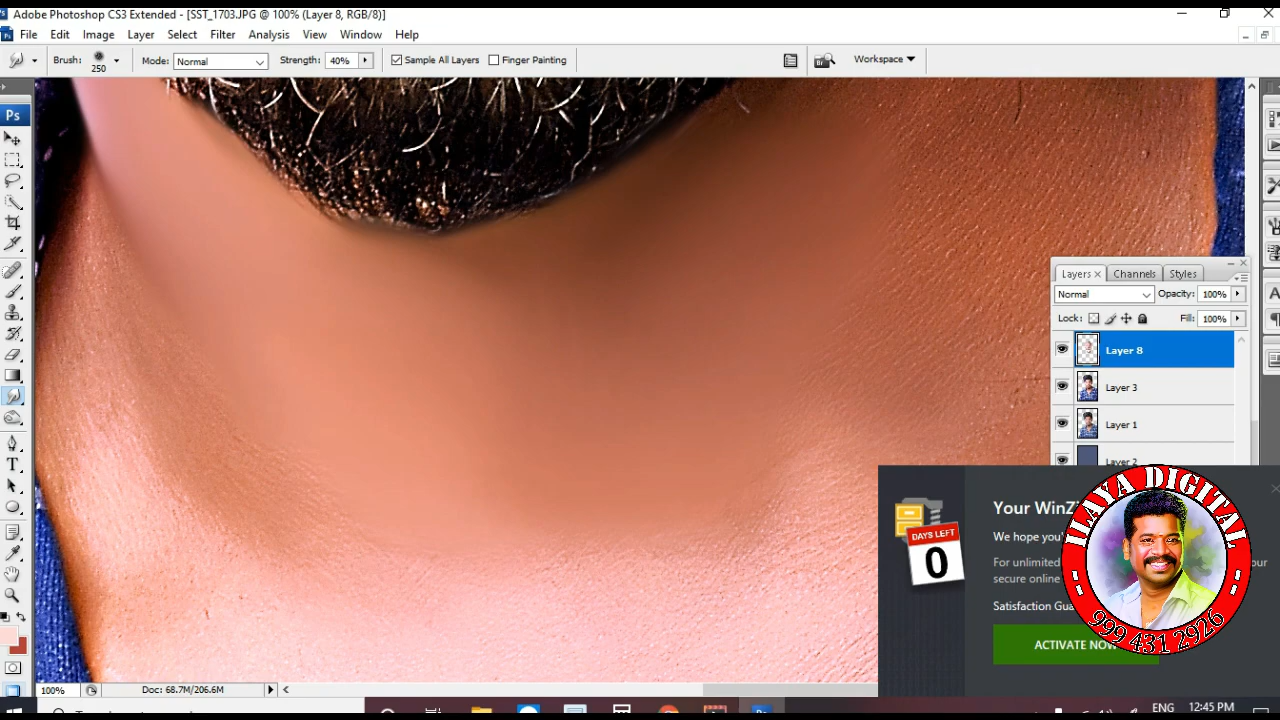 Adobe Photoshop CS3 Extended - [SST_1703.JPG @ 100% (Layer 8, RGB/8)]
File Edit Image Layer Select Filter Analysis View Window Help
Brush: 250 Mode: Normal Strength: 40% Sample All Layers Finger Painting Workspace
Ps
Layers Channels Styles
Normal Opacity: 100%
Lock: Fill: 100%
Layer 8
Layer 3
Layer 1
Layer 2
ILAYA DIGITAL
999 431 2926
Your
We hope
For unlimited our
secure online
Satisfaction
DAYS LEFT
0
ACTIVATE NOW
100% Doc: 68.7M/206.6M
ENG 12:45 PM